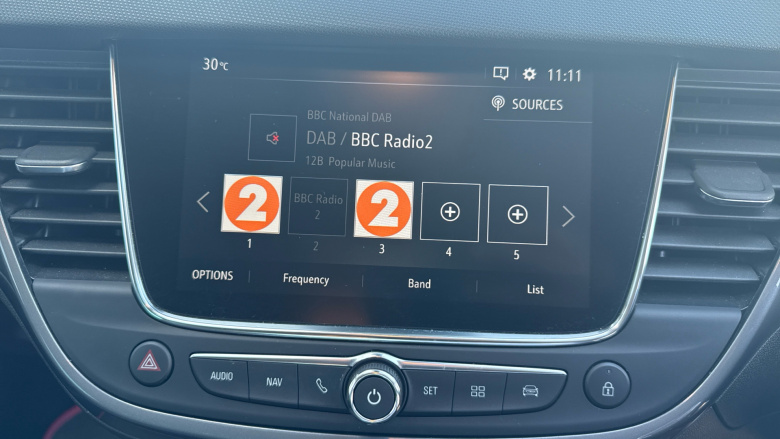 30°C
11:11
SOURCES
BBC National DAB
DAB / BBC Radio2
12B Popular Music
2 BBC Radio 2 2
1 2 3 4 5
OPTIONS Frequency Band List
AUDIO NAV SET